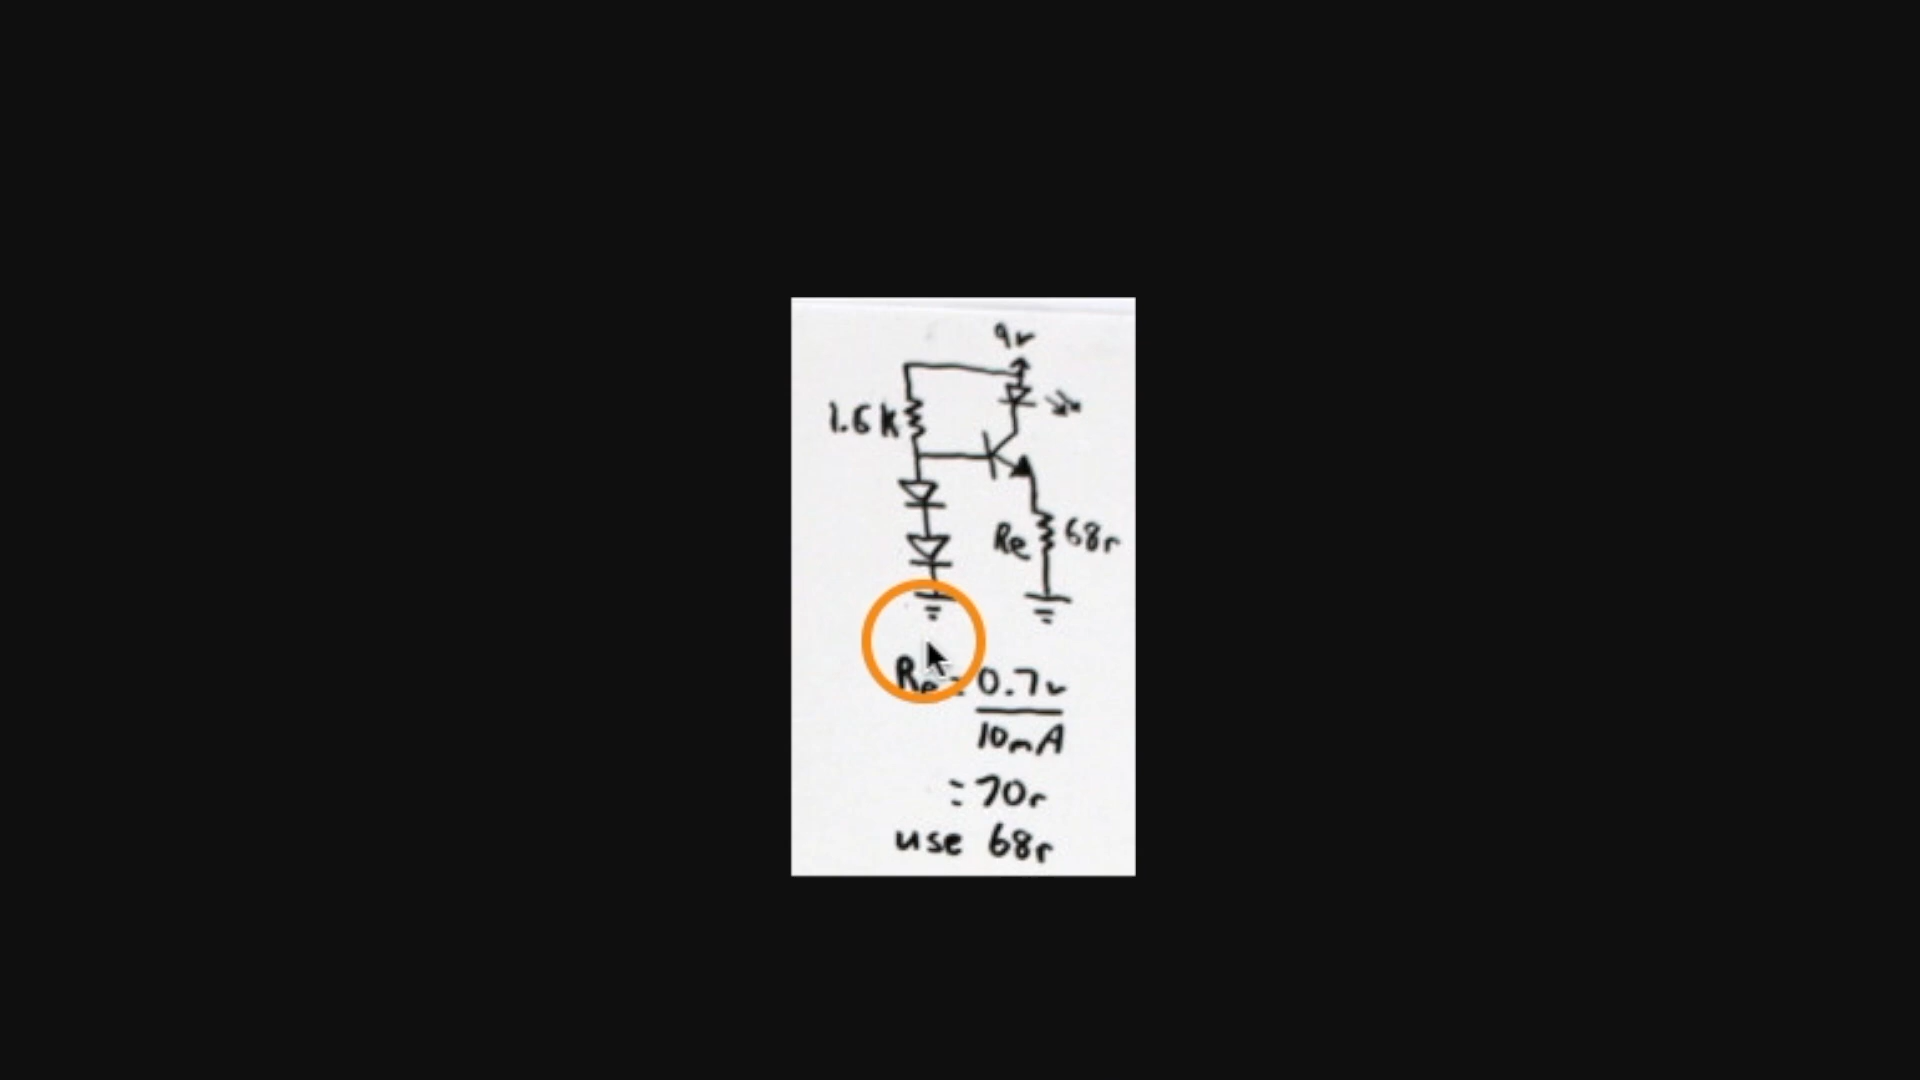 9v
1.6k
Re 68r
Re = 0.7v
10mA
= 70r
use 68r